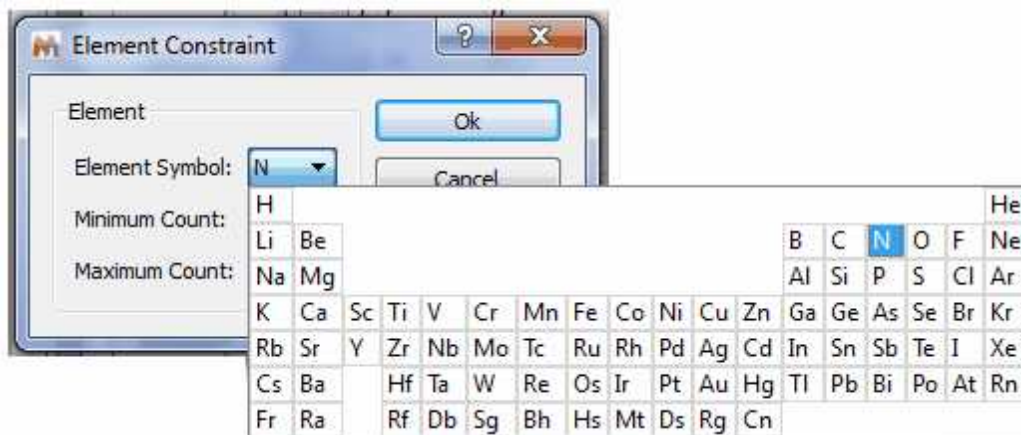 Element Constraint
?
Element
Ok
Element Symbol: N
Cancel
Minimum Count:
Maximum Count:
H He
Li Be B C N O F Ne
Na Mg Al Si P S Cl Ar
K Ca Sc Ti V Cr Mn Fe Co Ni Cu Zn Ga Ge As Se Br Kr
Rb Sr Y Zr Nb Mo Tc Ru Rh Pd Ag Cd In Sn Sb Te I Xe
Cs Ba Hf Ta W Re Os Ir Pt Au Hg Tl Pb Bi Po At Rn
Fr Ra Rf Db Sg Bh Hs Mt Ds Rg Cn